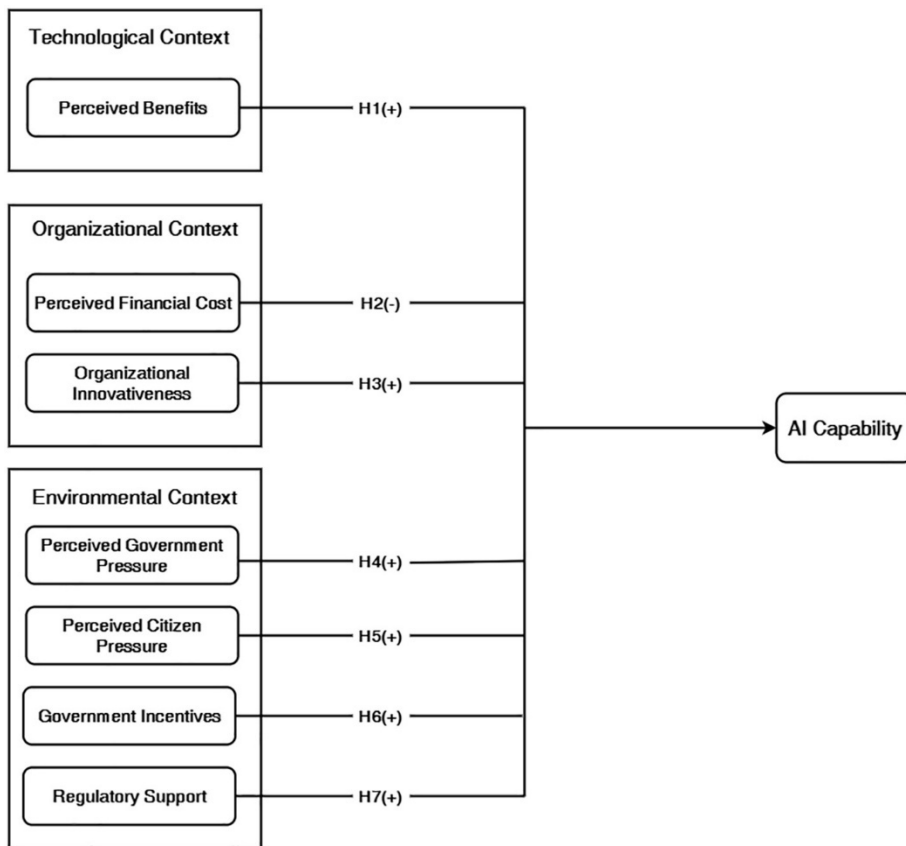 Technological Context
Perceived Benefits
H1(+)
Organizational Context
Perceived Financial Cost
H2(-)
Organizational
Innovativeness
H3(+)
AI Capability
Environmental Context
Perceived Government
Pressure
H4(+)
Perceived Citizen
Pressure
H5(+)
Government Incentives
H6(+)
Regulatory Support
H7(+)